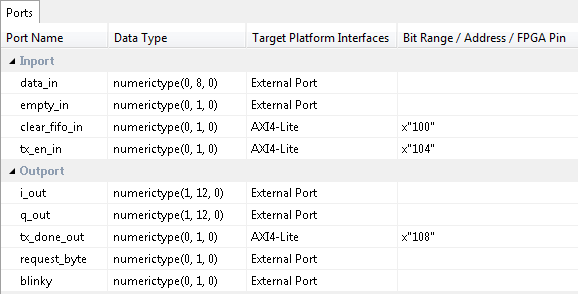 Ports
Port Name Data Type Target Platform Interfaces Bit Range / Address / FPGA Pin
Inport
data_in numerictype(0, 8, 0) External Port
empty_in numerictype(0, 1, 0) External Port
clear_fifo_in numerictype(0, 1, 0) AXI4-Lite x"100"
tx_en_in numerictype(0, 1, 0) AXI4-Lite x"104"
Outport
i_out numerictype(1, 12, 0) External Port
q_out numerictype(1, 12, 0) External Port
tx_done_out numerictype(0, 1, 0) AXI4-Lite x"108"
request_byte numerictype(0, 1, 0) External Port
blinky numerictype(0, 1, 0) External Port